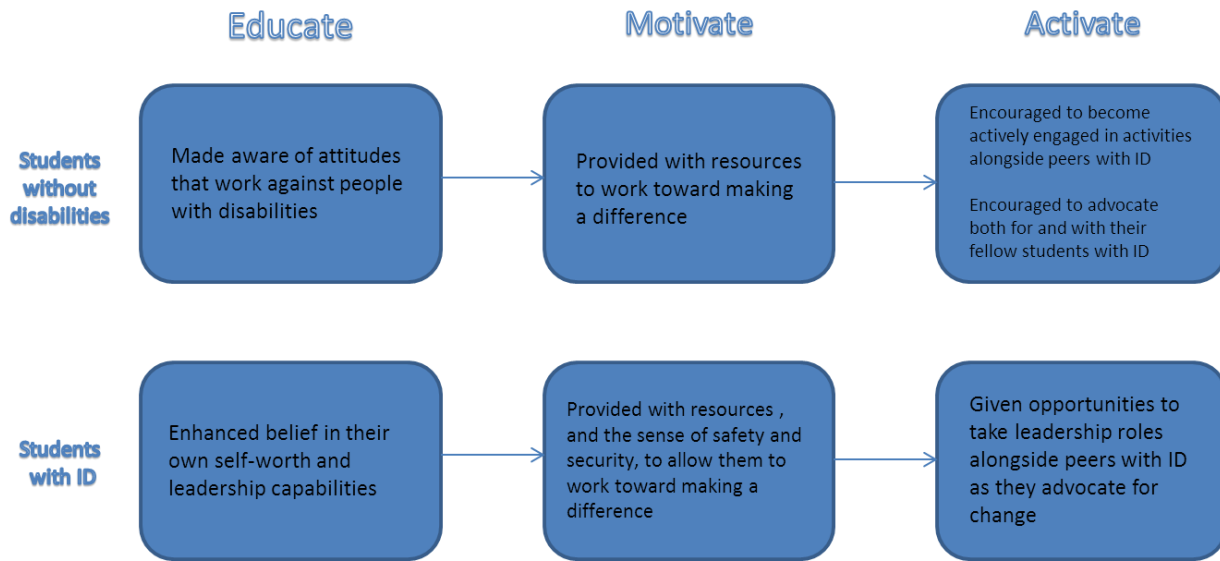 Educate
Motivate
Activate
Students
without
disabilities
Made aware of attitudes
that work against people
with disabilities
Provided with resources
to work toward making
a difference
Encouraged to become
actively engaged in activities
alongside peers with ID
Encouraged to advocate
both for and with their
fellow students with ID
Students
with ID
Enhanced belief in their
own self-worth and
leadership capabilities
Provided with resources ,
and the sense of safety and
security, to allow them to
work toward making a
difference
Given opportunities to
take leadership roles
alongside peers with ID
as they advocate for
change